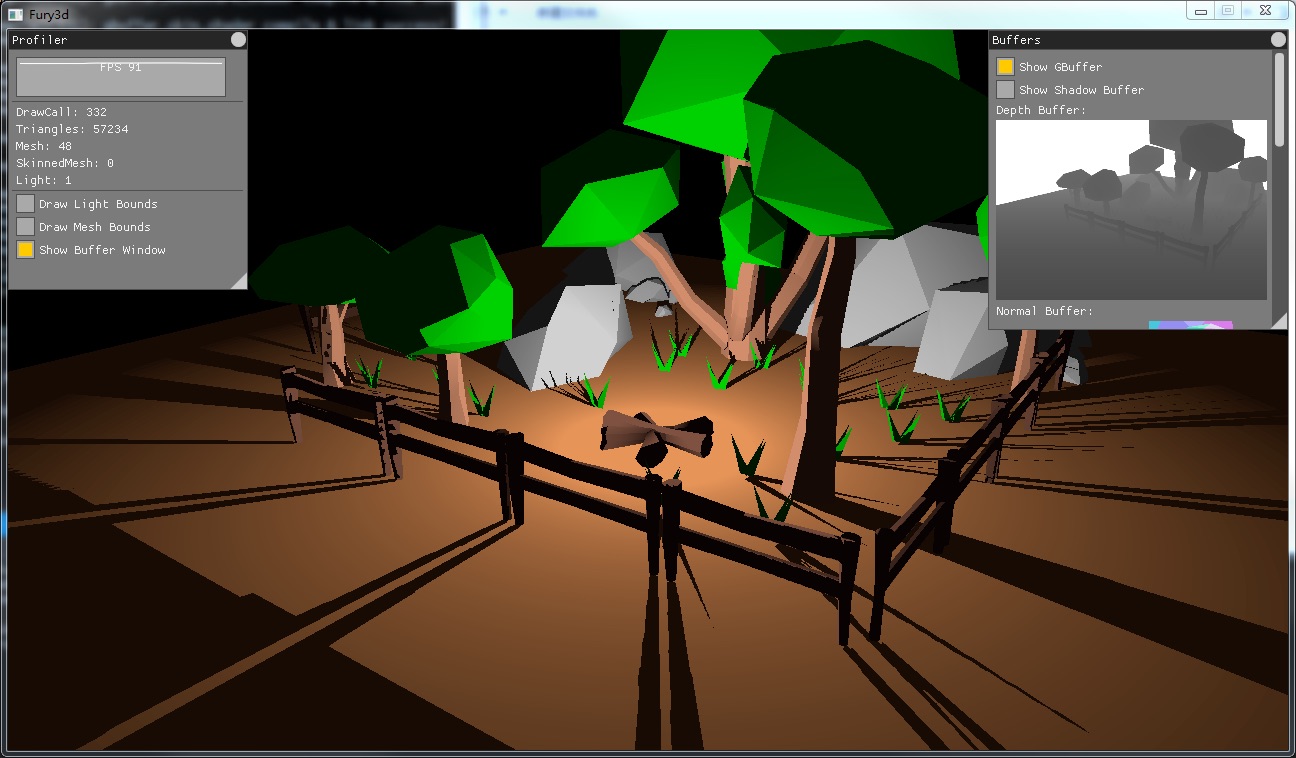 Fury3d
Profiler
FPS 91
DrawCall: 332
Triangles: 57234
Mesh: 48
SkinnedMesh: 0
Light: 1
Draw Light Bounds
Draw Mesh Bounds
Show Buffer Window
Buffers
Show GBuffer
Show Shadow Buffer
Depth Buffer:
Normal Buffer: